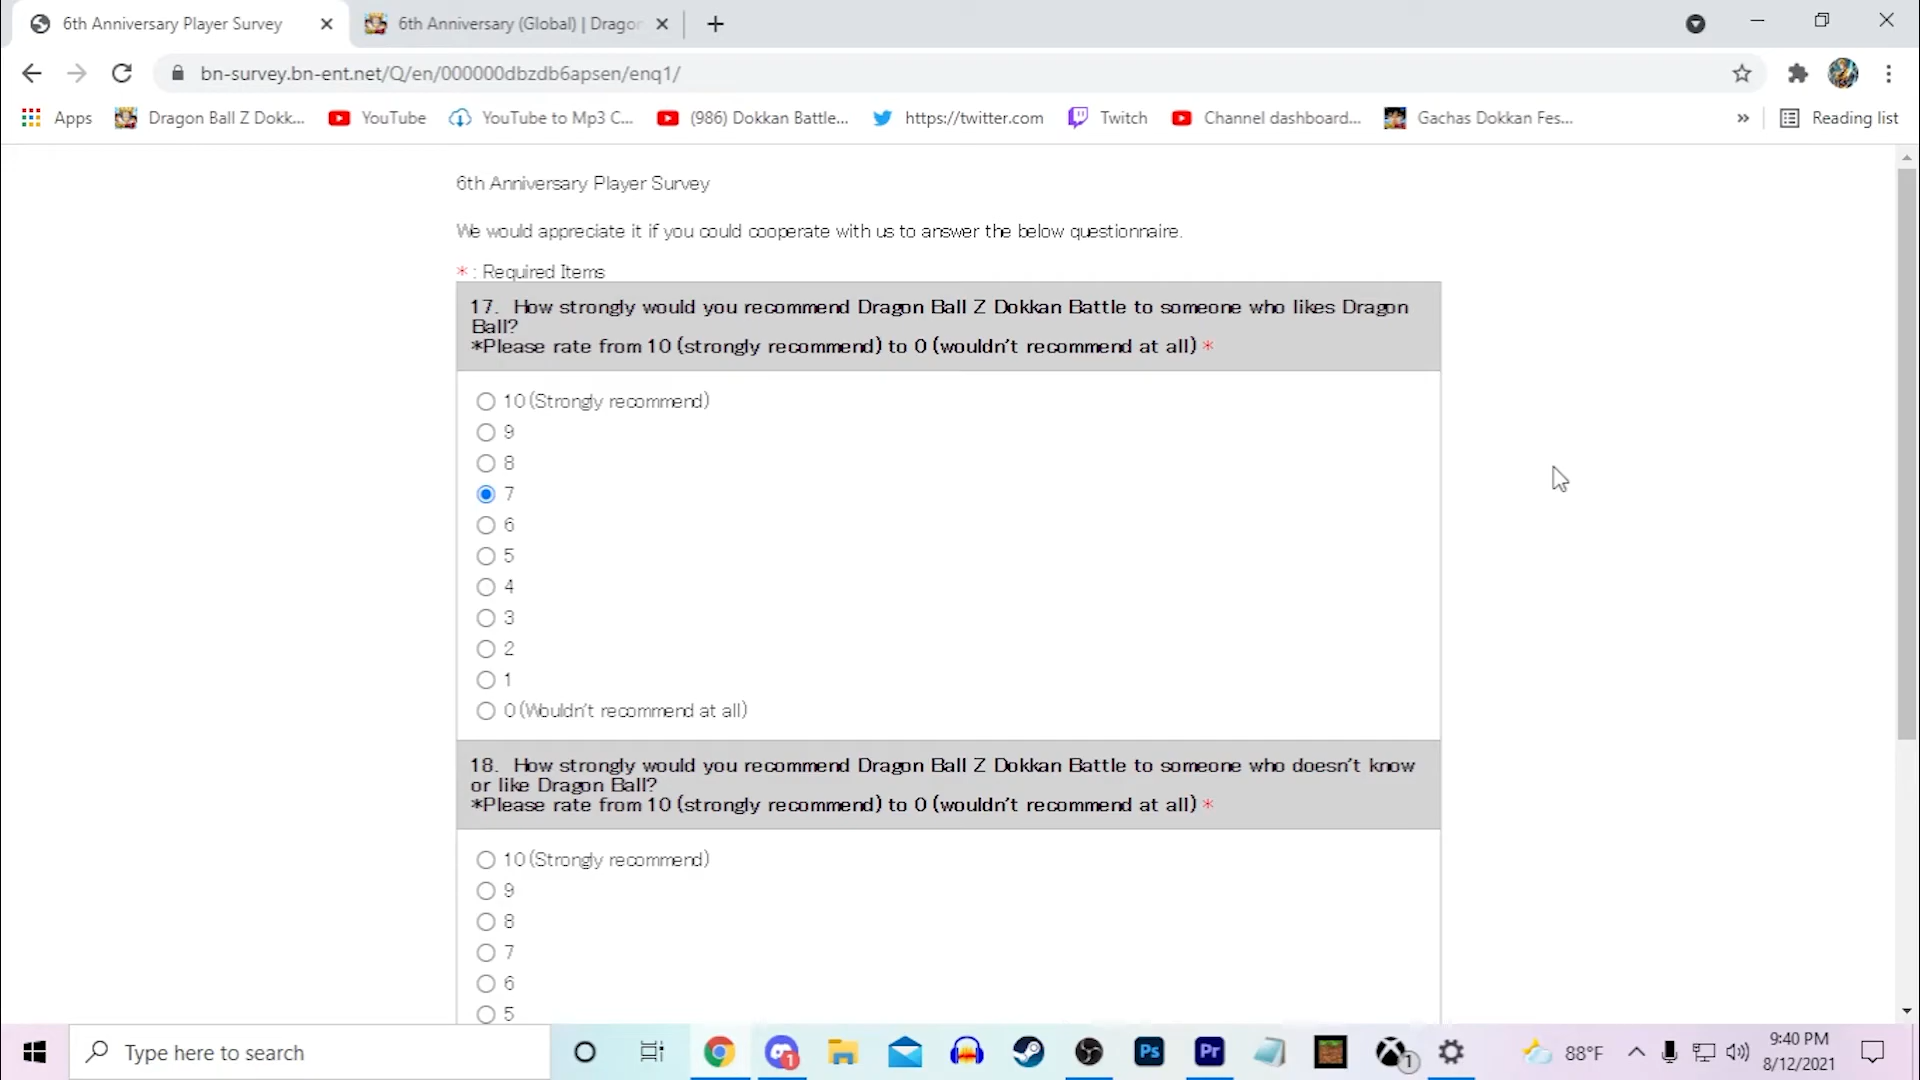 6th Anniversary Player Survey
6th Anniversary (Global) | Drago
bn-survey.bn-ent.net/Q/en/000000dbzdb6apsen/enq1/
Apps
Dragon Ball Z Dokk...
YouTube
YouTube to Mp3 C...
(986) Dokkan Battle...
https://twitter.com
Twitch
Channel dashboard...
Gachas Dokkan Fes...
»
Reading list
6th Anniversary Player Survey
We would appreciate it if you could cooperate with us to answer the below questionnaire.
* : Required Items
17. How strongly would you recommend Dragon Ball Z Dokkan Battle to someone who likes Dragon
Ball?
*Please rate from 10 (strongly recommend) to 0 (wouldn't recommend at all) *
10 (Strongly recommend)
9
8
7
6
5
4
3
2
1
0 (Wouldn't recommend at all)
18. How strongly would you recommend Dragon Ball Z Dokkan Battle to someone who doesn't know
or like Dragon Ball?
*Please rate from 10 (strongly recommend) to 0 (wouldn't recommend at all) *
10 (Strongly recommend)
9
8
7
6
5
Type here to search
1
Ps
Pr
1
88°F
9:40 PM
8/12/2021